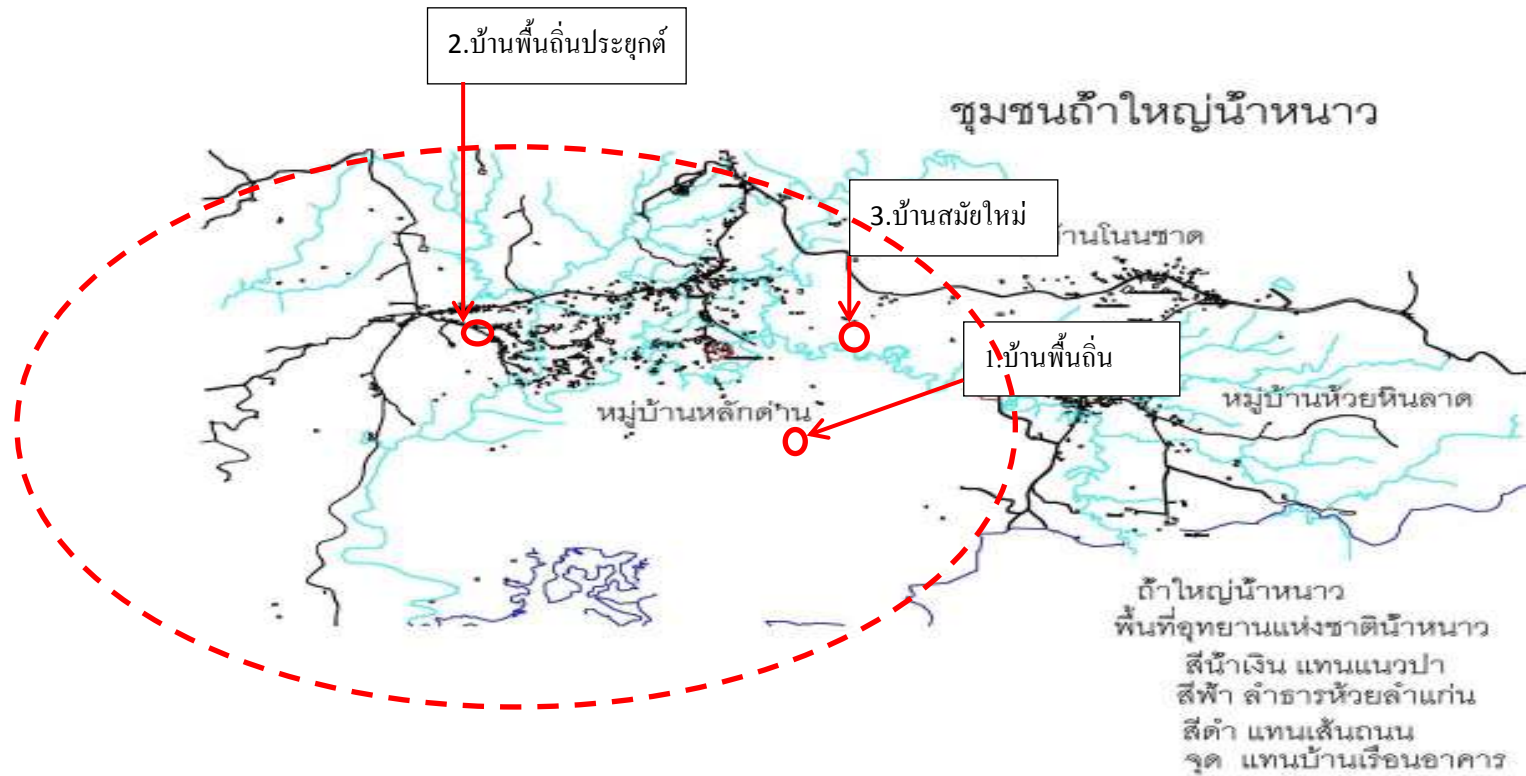 2.บ้านพื้นถิ่นประยุกต์
ชุมชนถ้ำใหญ่น้ำหนาว
3.บ้านสมัยใหม่
บ้านโนนชาด
1.บ้านพื้นถิ่น
หมู่บ้านห้วยหินลาด
หมู่บ้านหลักด่าน
ถ้ำใหญ่น้ำหนาว
พื้นที่อุทยานแห่งชาติน้ำหนาว
สีน้ำเงิน แทนแนวป่า
สีฟ้า ลำธารห้วยลำแก่น
สีดำ แทนเส้นถนน
จุด แทนบ้านเรือนอาคาร